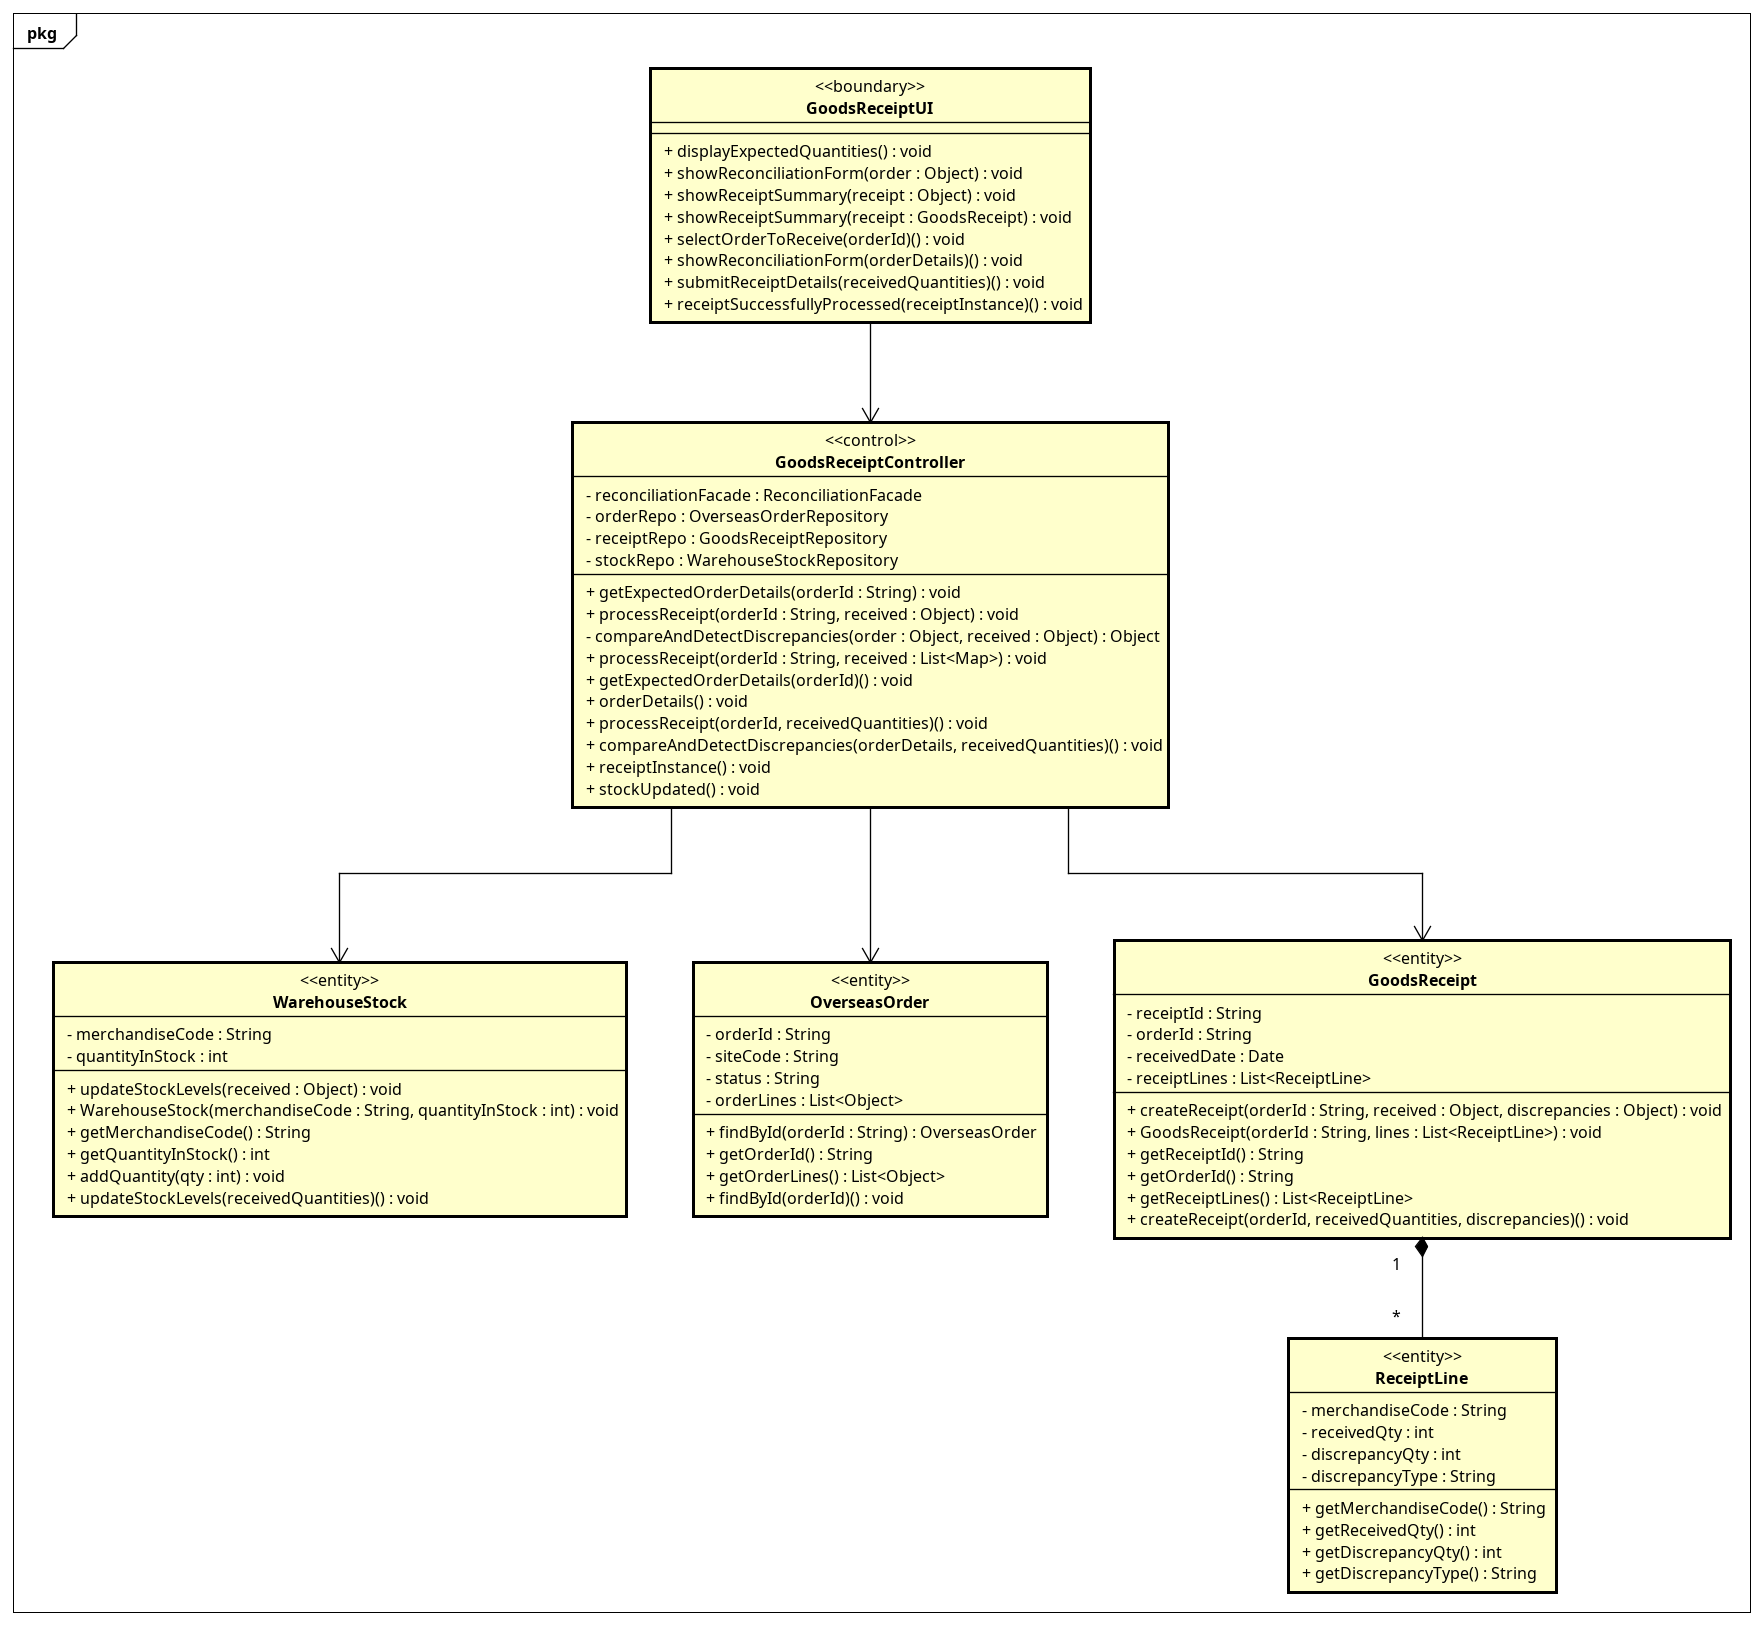 pkg
<<boundary>>
GoodsReceiptUI
+ displayExpectedQuantities() : void
+ showReconciliationForm(order : Object) : void
+ showReceiptSummary(receipt : Object) : void
+ showReceiptSummary(receipt : GoodsReceipt) : void
+ selectOrderToReceive(orderId)() : void
+ showReconciliationForm(orderDetails)() : void
+ submitReceiptDetails(receivedQuantities)() : void
+ receiptSuccessfullyProcessed(receiptInstance)() : void
<<control>>
GoodsReceiptController
- reconciliationFacade : ReconciliationFacade
- orderRepo : OverseasOrderRepository
- receiptRepo : GoodsReceiptRepository
- stockRepo : WarehouseStockRepository
+ getExpectedOrderDetails(orderId : String) : void
+ processReceipt(orderId : String, received : Object) : void
- compareAndDetectDiscrepancies(order : Object, received : Object) : Object
+ processReceipt(orderId : String, received : List<Map>) : void
+ getExpectedOrderDetails(orderId)() : void
+ orderDetails() : void
+ processReceipt(orderId, receivedQuantities)() : void
+ compareAndDetectDiscrepancies(orderDetails, receivedQuantities)() : void
+ receiptInstance() : void
+ stockUpdated() : void
<<entity>>
WarehouseStock
- merchandiseCode : String
- quantityInStock : int
+ updateStockLevels(received : Object) : void
+ WarehouseStock(merchandiseCode : String, quantityInStock : int) : void
+ getMerchandiseCode() : String
+ getQuantityInStock() : int
+ addQuantity(qty : int) : void
+ updateStockLevels(receivedQuantities)() : void
<<entity>>
OverseasOrder
- orderId : String
- siteCode : String
- status : String
- orderLines : List<Object>
+ findById(orderId : String) : OverseasOrder
+ getOrderId() : String
+ getOrderLines() : List<Object>
+ findById(orderId)() : void
<<entity>>
GoodsReceipt
- receiptId : String
- orderId : String
- receivedDate : Date
- receiptLines : List<ReceiptLine>
+ createReceipt(orderId : String, received : Object, discrepancies : Object) : void
+ GoodsReceipt(orderId : String, lines : List<ReceiptLine>) : void
+ getReceiptId() : String
+ getOrderId() : String
+ getReceiptLines() : List<ReceiptLine>
+ createReceipt(orderId, receivedQuantities, discrepancies)() : void
1
*
<<entity>>
ReceiptLine
- merchandiseCode : String
- receivedQty : int
- discrepancyQty : int
- discrepancyType : String
+ getMerchandiseCode() : String
+ getReceivedQty() : int
+ getDiscrepancyQty() : int
+ getDiscrepancyType() : String